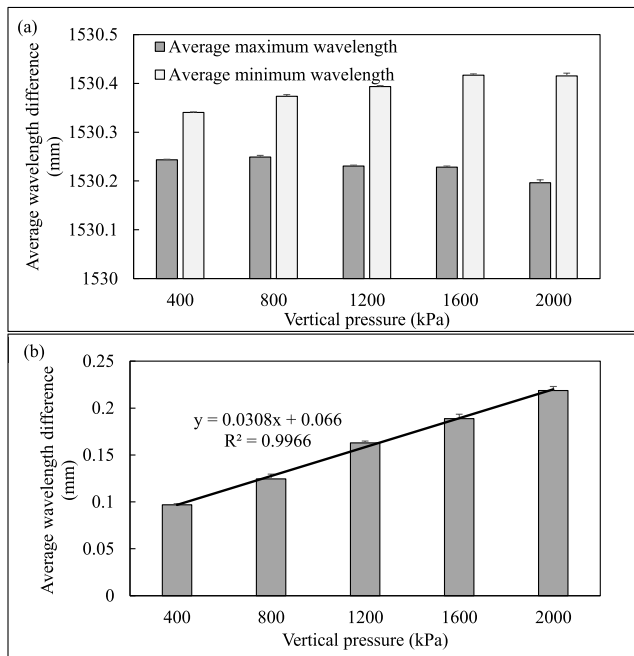 (a)
1530.5
1530.4
1530.3
1530.2
1530.1
1530
Average wavelength difference
(mm)
Average maximum wavelength
Average minimum wavelength
400 800 1200 1600 2000
Vertical pressure (kPa)
(b)
0.25
0.2
0.15
0.1
0.05
0
Average wavelength difference
(mm)
y = 0.0308x + 0.066
R² = 0.9966
400 800 1200 1600 2000
Vertical pressure (kPa)